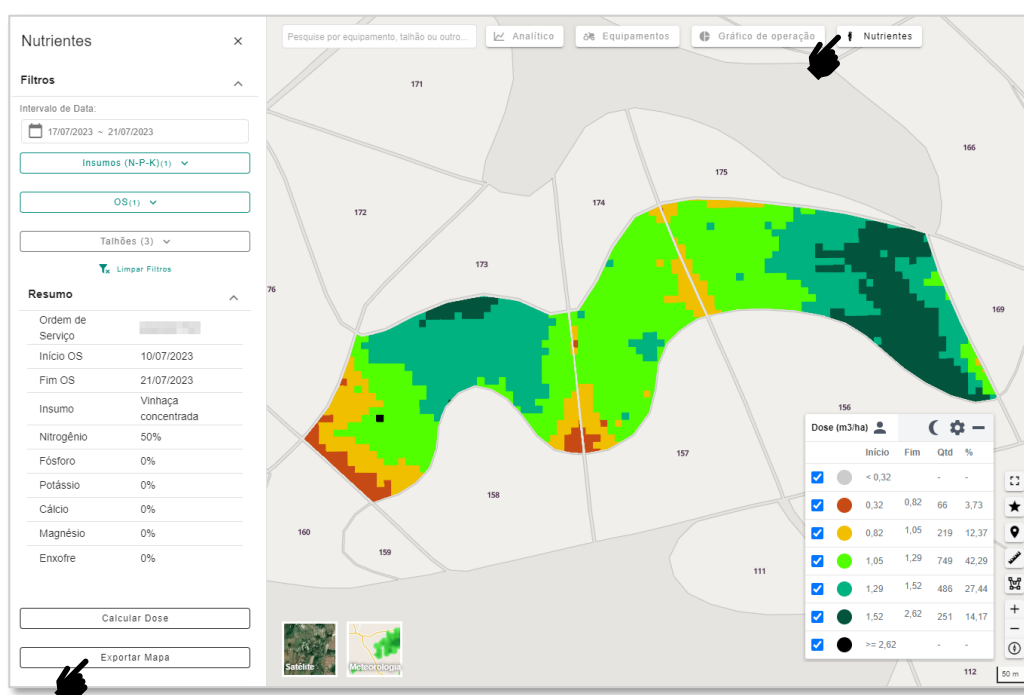 Nutrientes
Filtros
Intervalo de Data:
17/07/2023 ~ 21/07/2023
Insumos (N-P-K)(1)
OS(1)
Talhões (3)
Limpar Filtros
Resumo
Ordem de
Serviço
Início OS 10/07/2023
Fim OS 21/07/2023
Insumo Vinhaça
concentrada
Nitrogênio 50%
Fósforo 0%
Potássio 0%
Cálcio 0%
Magnésio 0%
Enxofre 0%
Calcular Dose
Exportar Mapa
Pesquise por equipamento, talhão ou outro...
Analítico
Equipamentos
Gráfico de operação
Nutrientes
171
166
175
174
172
173
76
169
156
157
158
160
159
111
112
Satélite
Meteorologia
Dose (m3/ha)
Início Fim Qtd %
< 0,32 - -
0,32 0,82 66 3,73
0,82 1,05 219 12,37
1,05 1,29 749 42,29
1,29 1,52 486 27,44
1,52 2,62 251 14,17
>= 2,62 - -
50 m